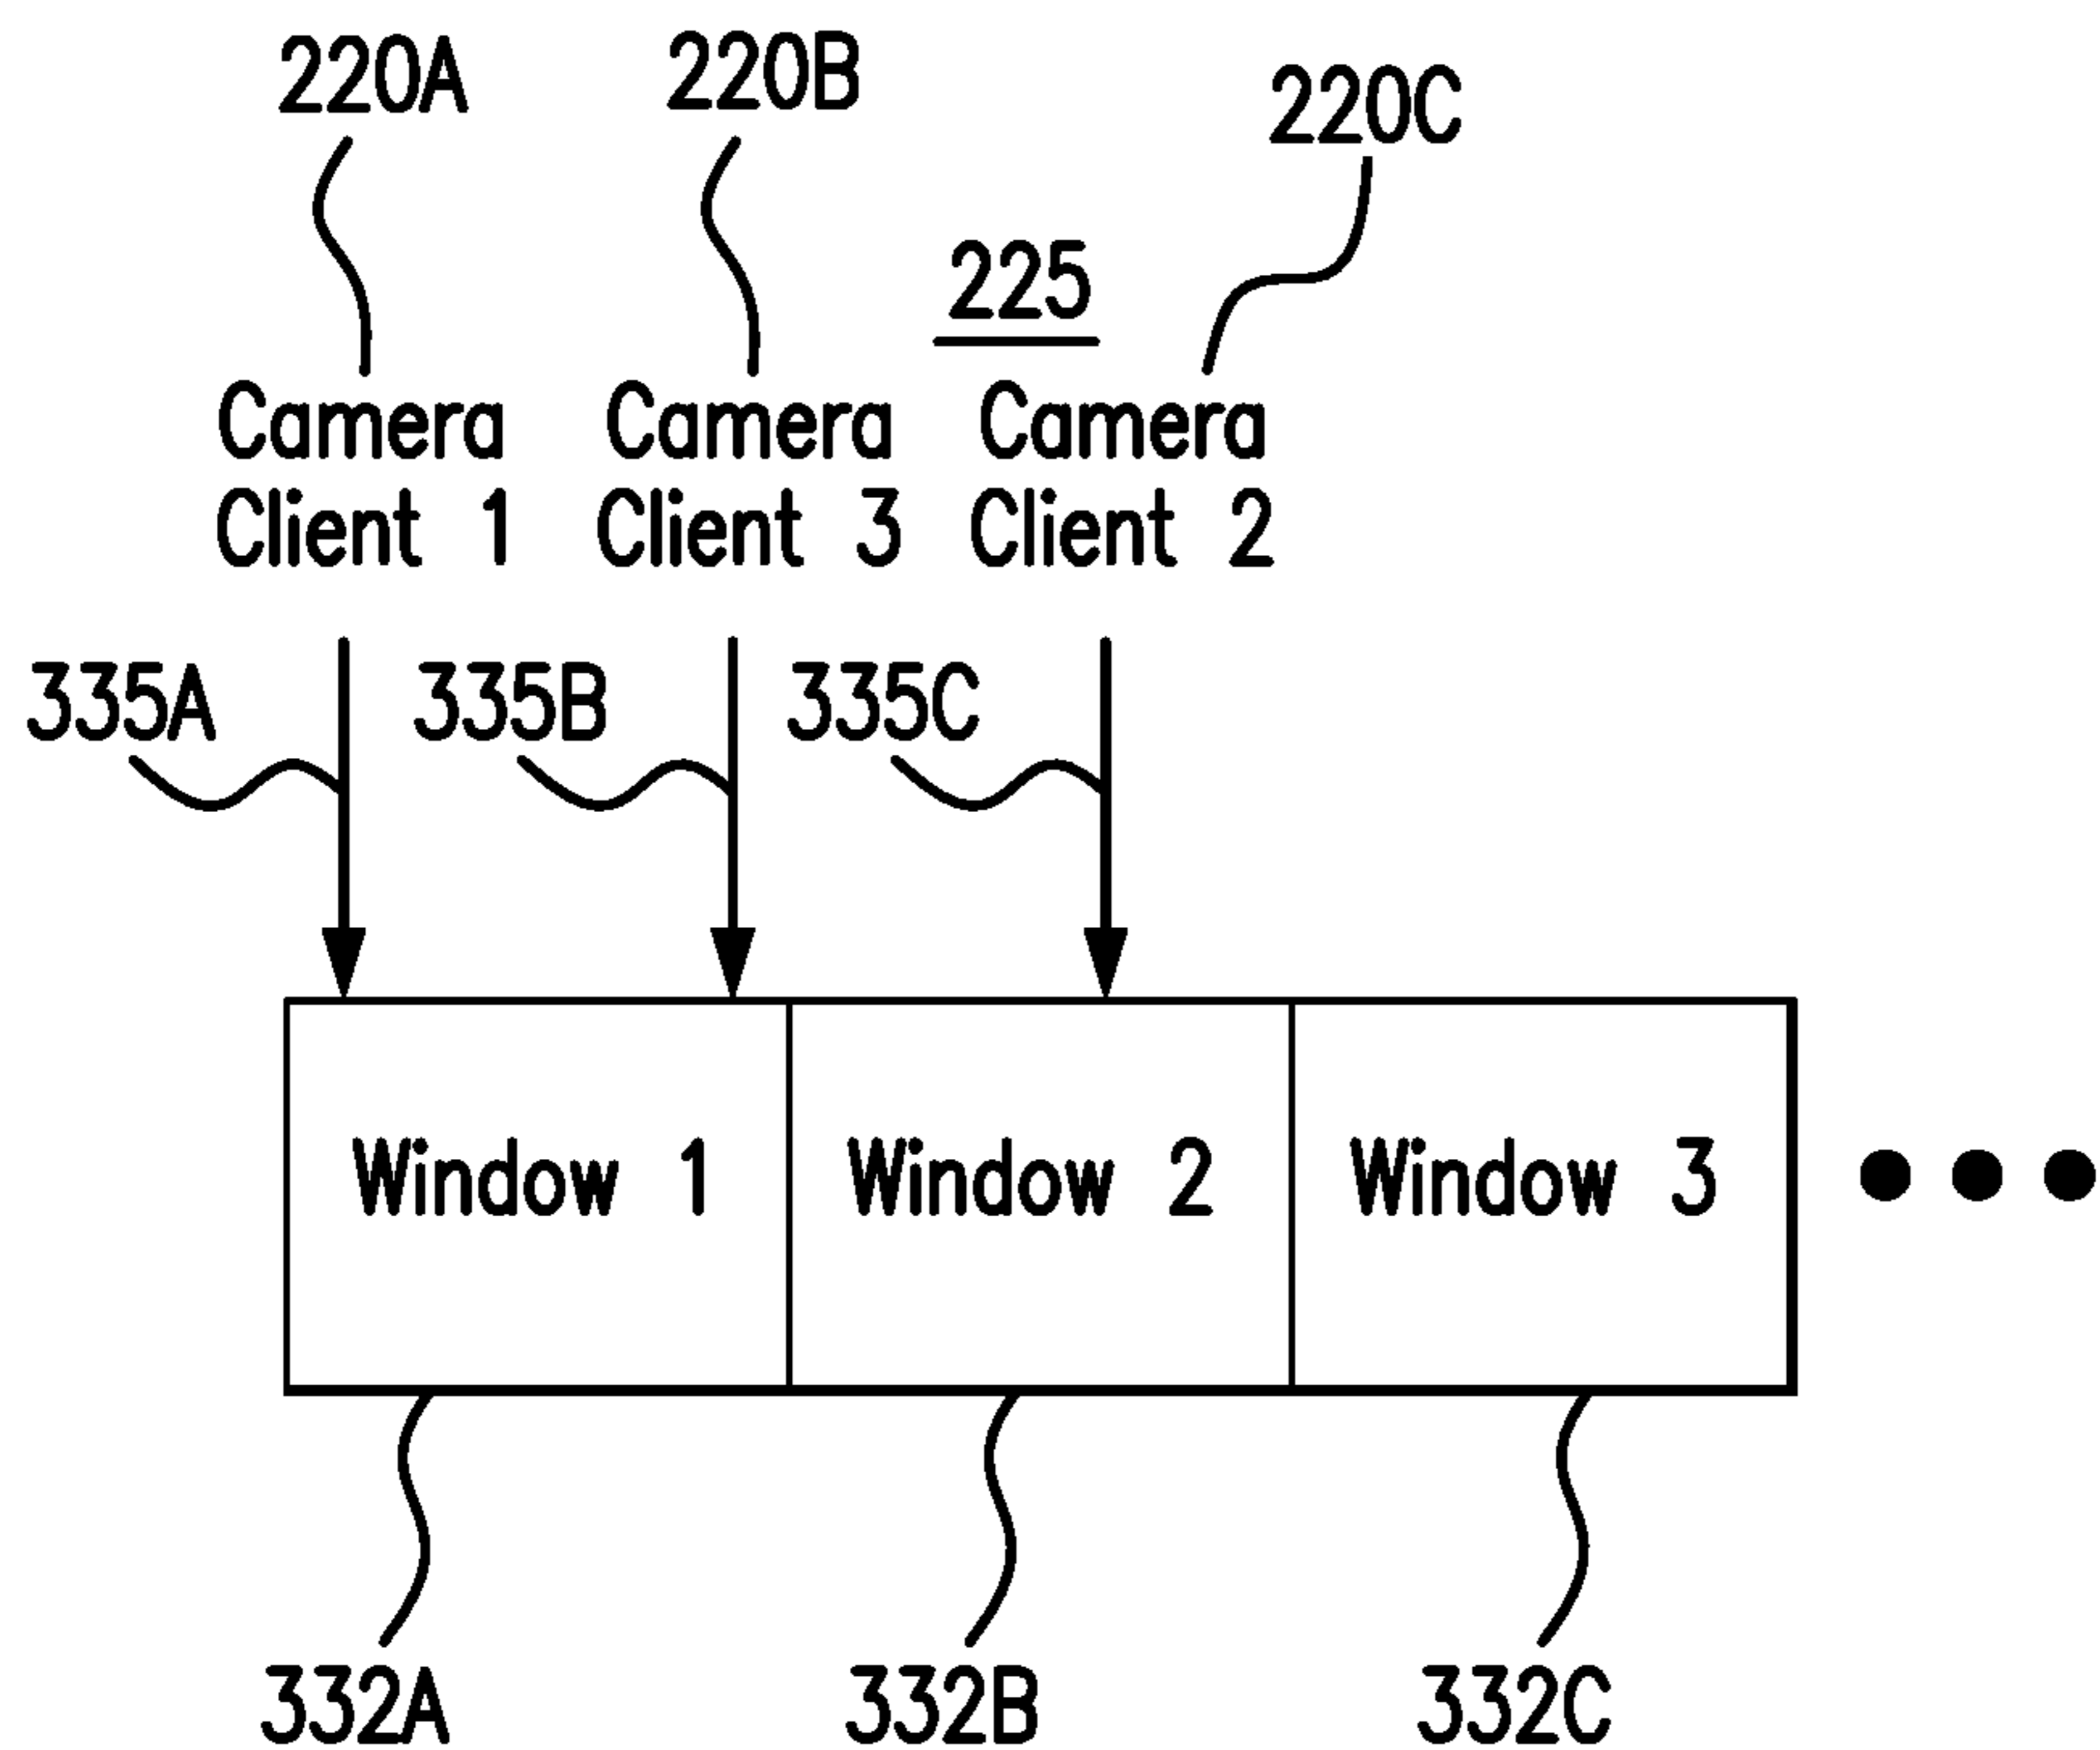 220A 220B 220C
225
Camera Camera Camera
Client 1 Client 3 Client 2
335A 335B 335C
Window 1 Window 2 Window 3
332A 332B 332C